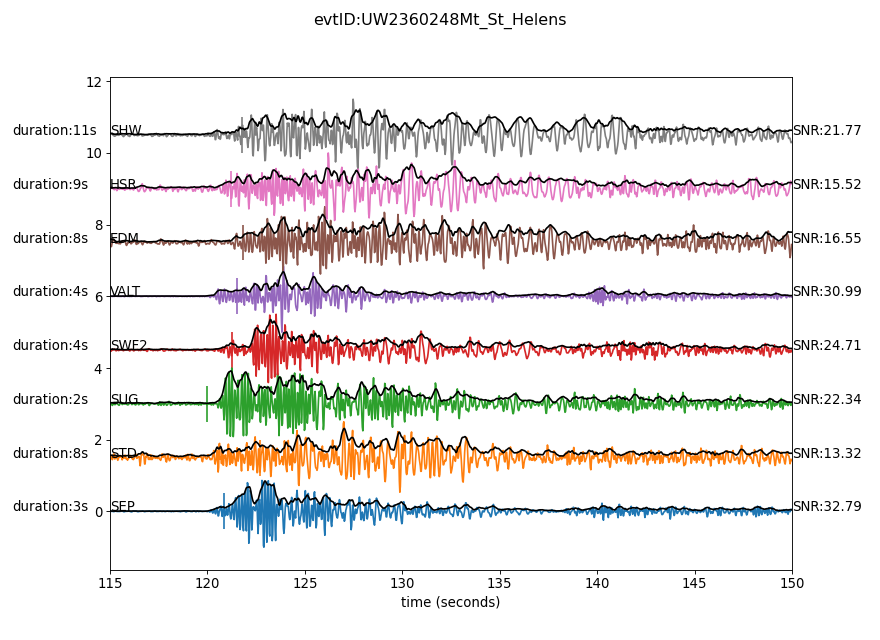 evtID:UW2360248Mt_St_Helens
12
duration:11s SHW SNR:21.77
10
duration:9s HSR SNR:15.52
8
duration:8s EDM SNR:16.55
duration:4s VALT SNR:30.99
6
duration:4s SWF2 SNR:24.71
4
duration:2s SUG SNR:22.34
2
duration:8s STD SNR:13.32
duration:3s SEP SNR:32.79
0
115 120 125 130 135 140 145 150
time (seconds)